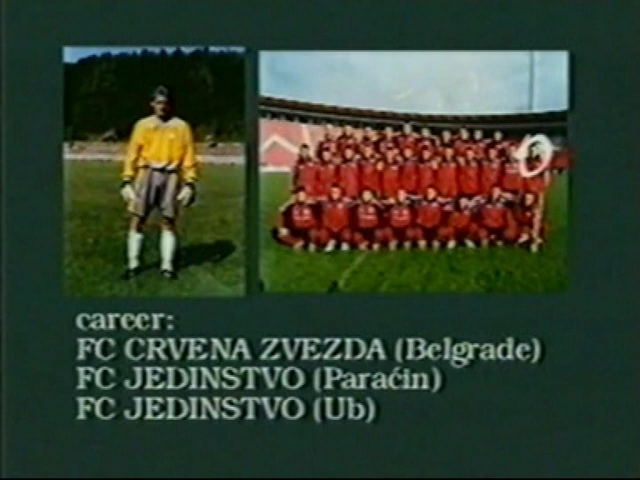 career:
FC CRVENA ZVEZDA (Belgrade)
FC JEDINSTVO (Paraćin)
FC JEDINSTVO (Ub)